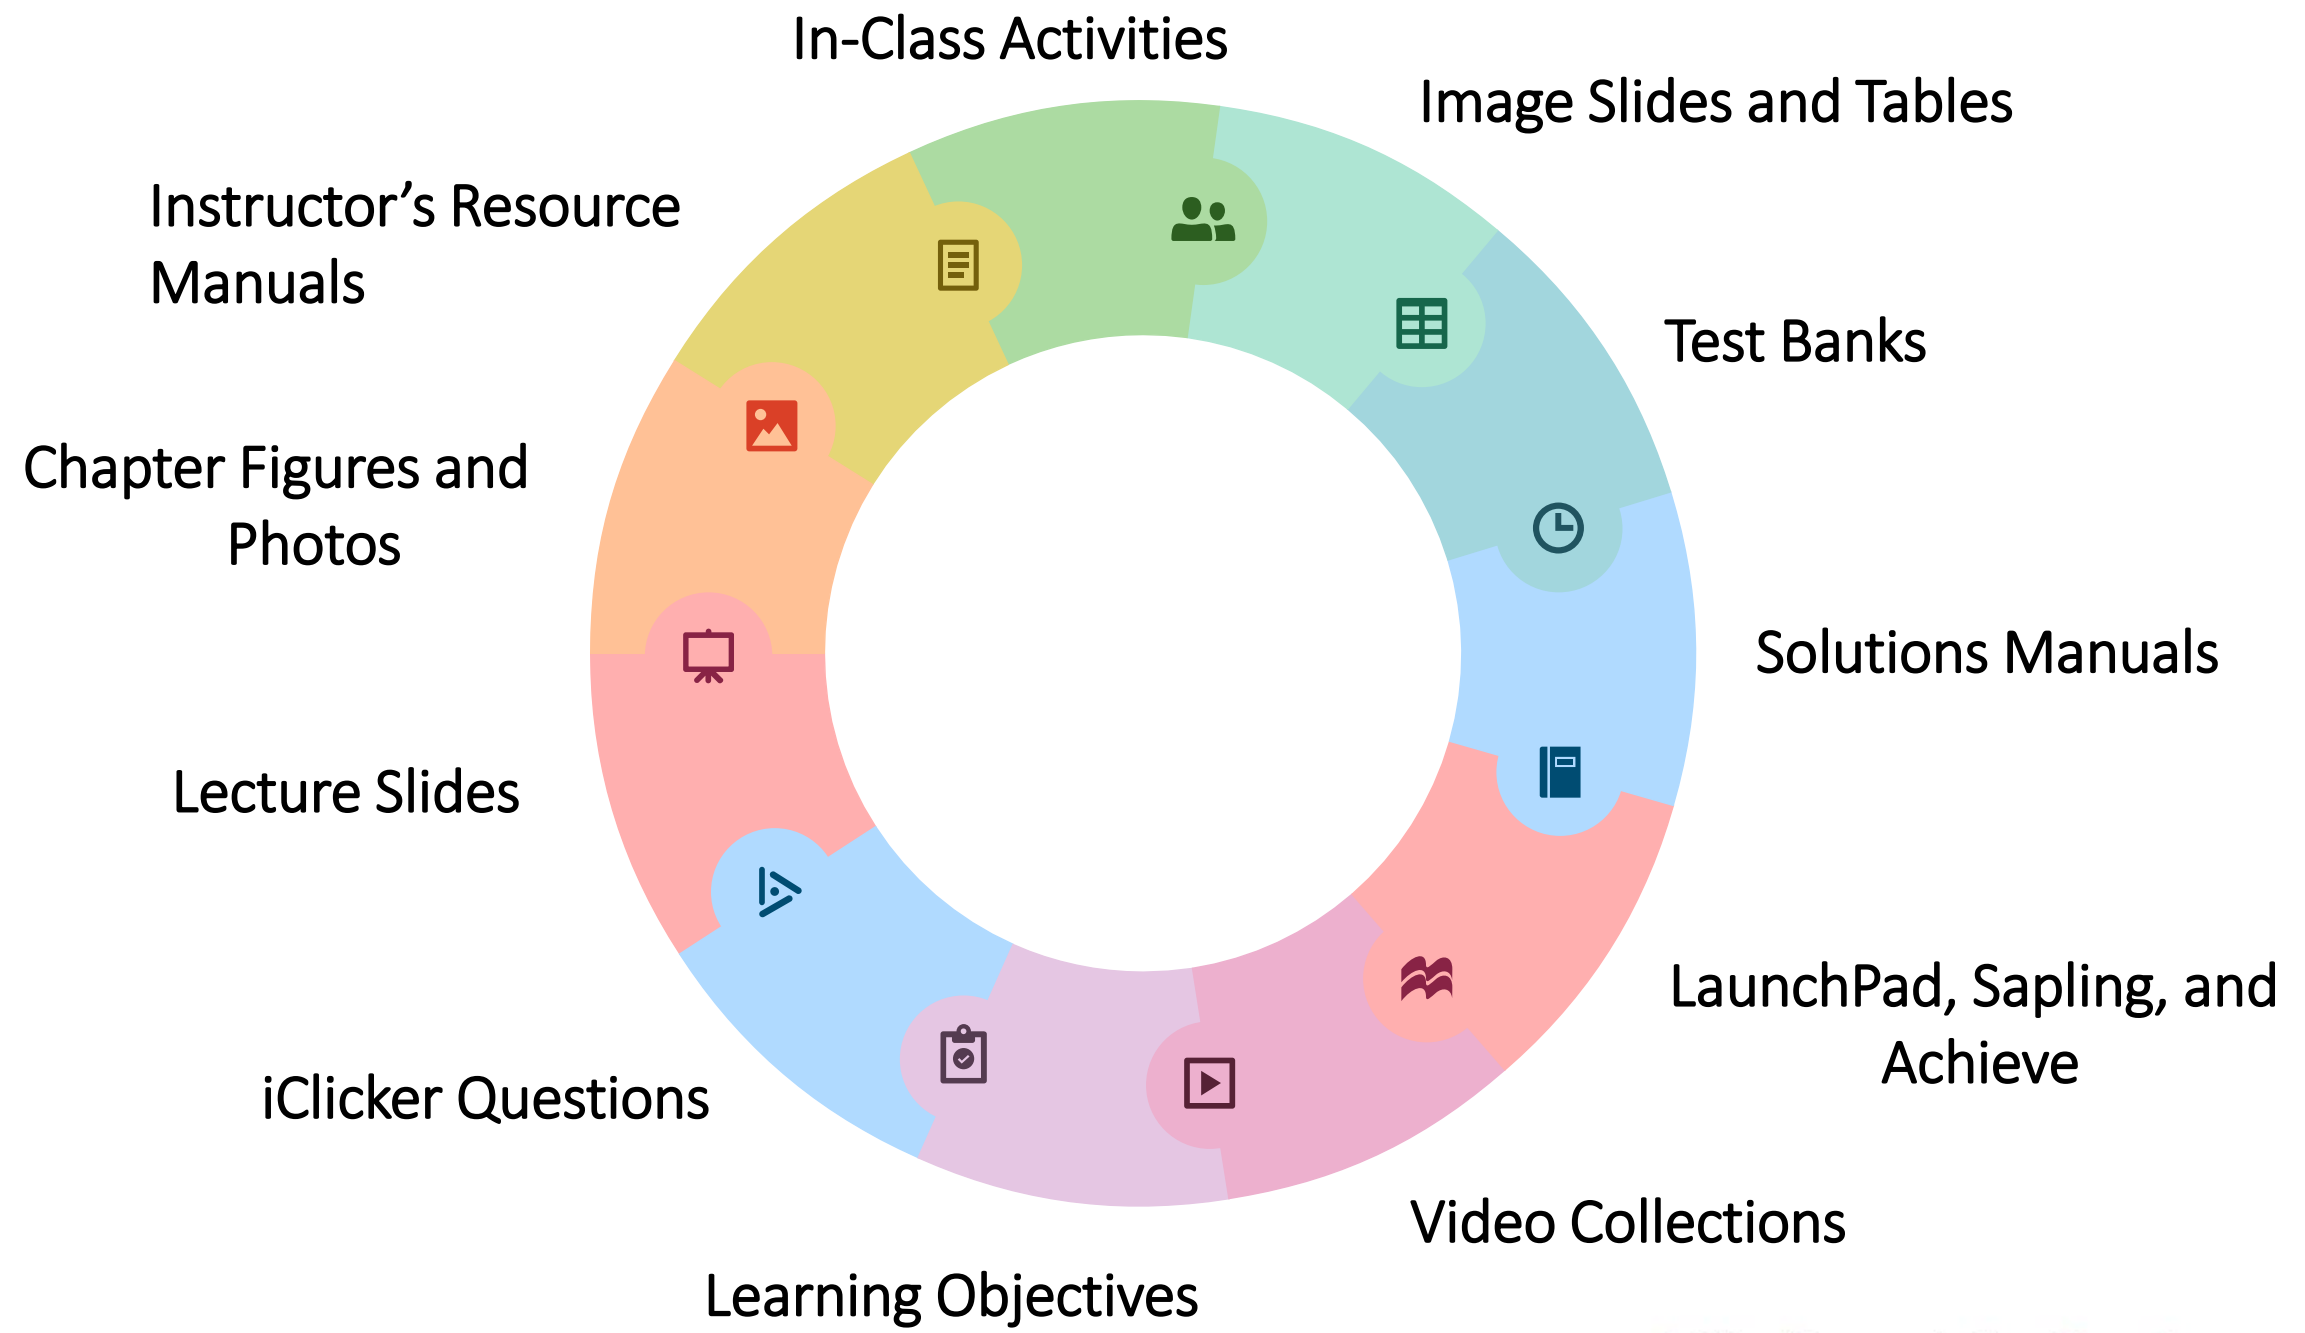 In-Class Activities
Image Slides and Tables
Instructor’s Resource
Manuals
Test Banks
Chapter Figures and
Photos
Solutions Manuals
Lecture Slides
LaunchPad, Sapling, and
Achieve
iClicker Questions
Video Collections
Learning Objectives